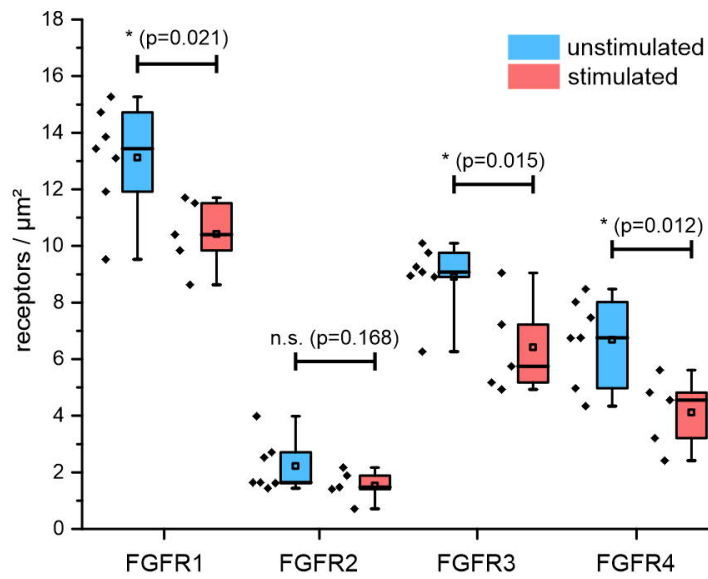 18
16
14
12
10
8
6
4
2
0
receptors / µm²
* (p=0.021)
unstimulated
stimulated
* (p=0.015)
* (p=0.012)
n.s. (p=0.168)
FGFR1 FGFR2 FGFR3 FGFR4